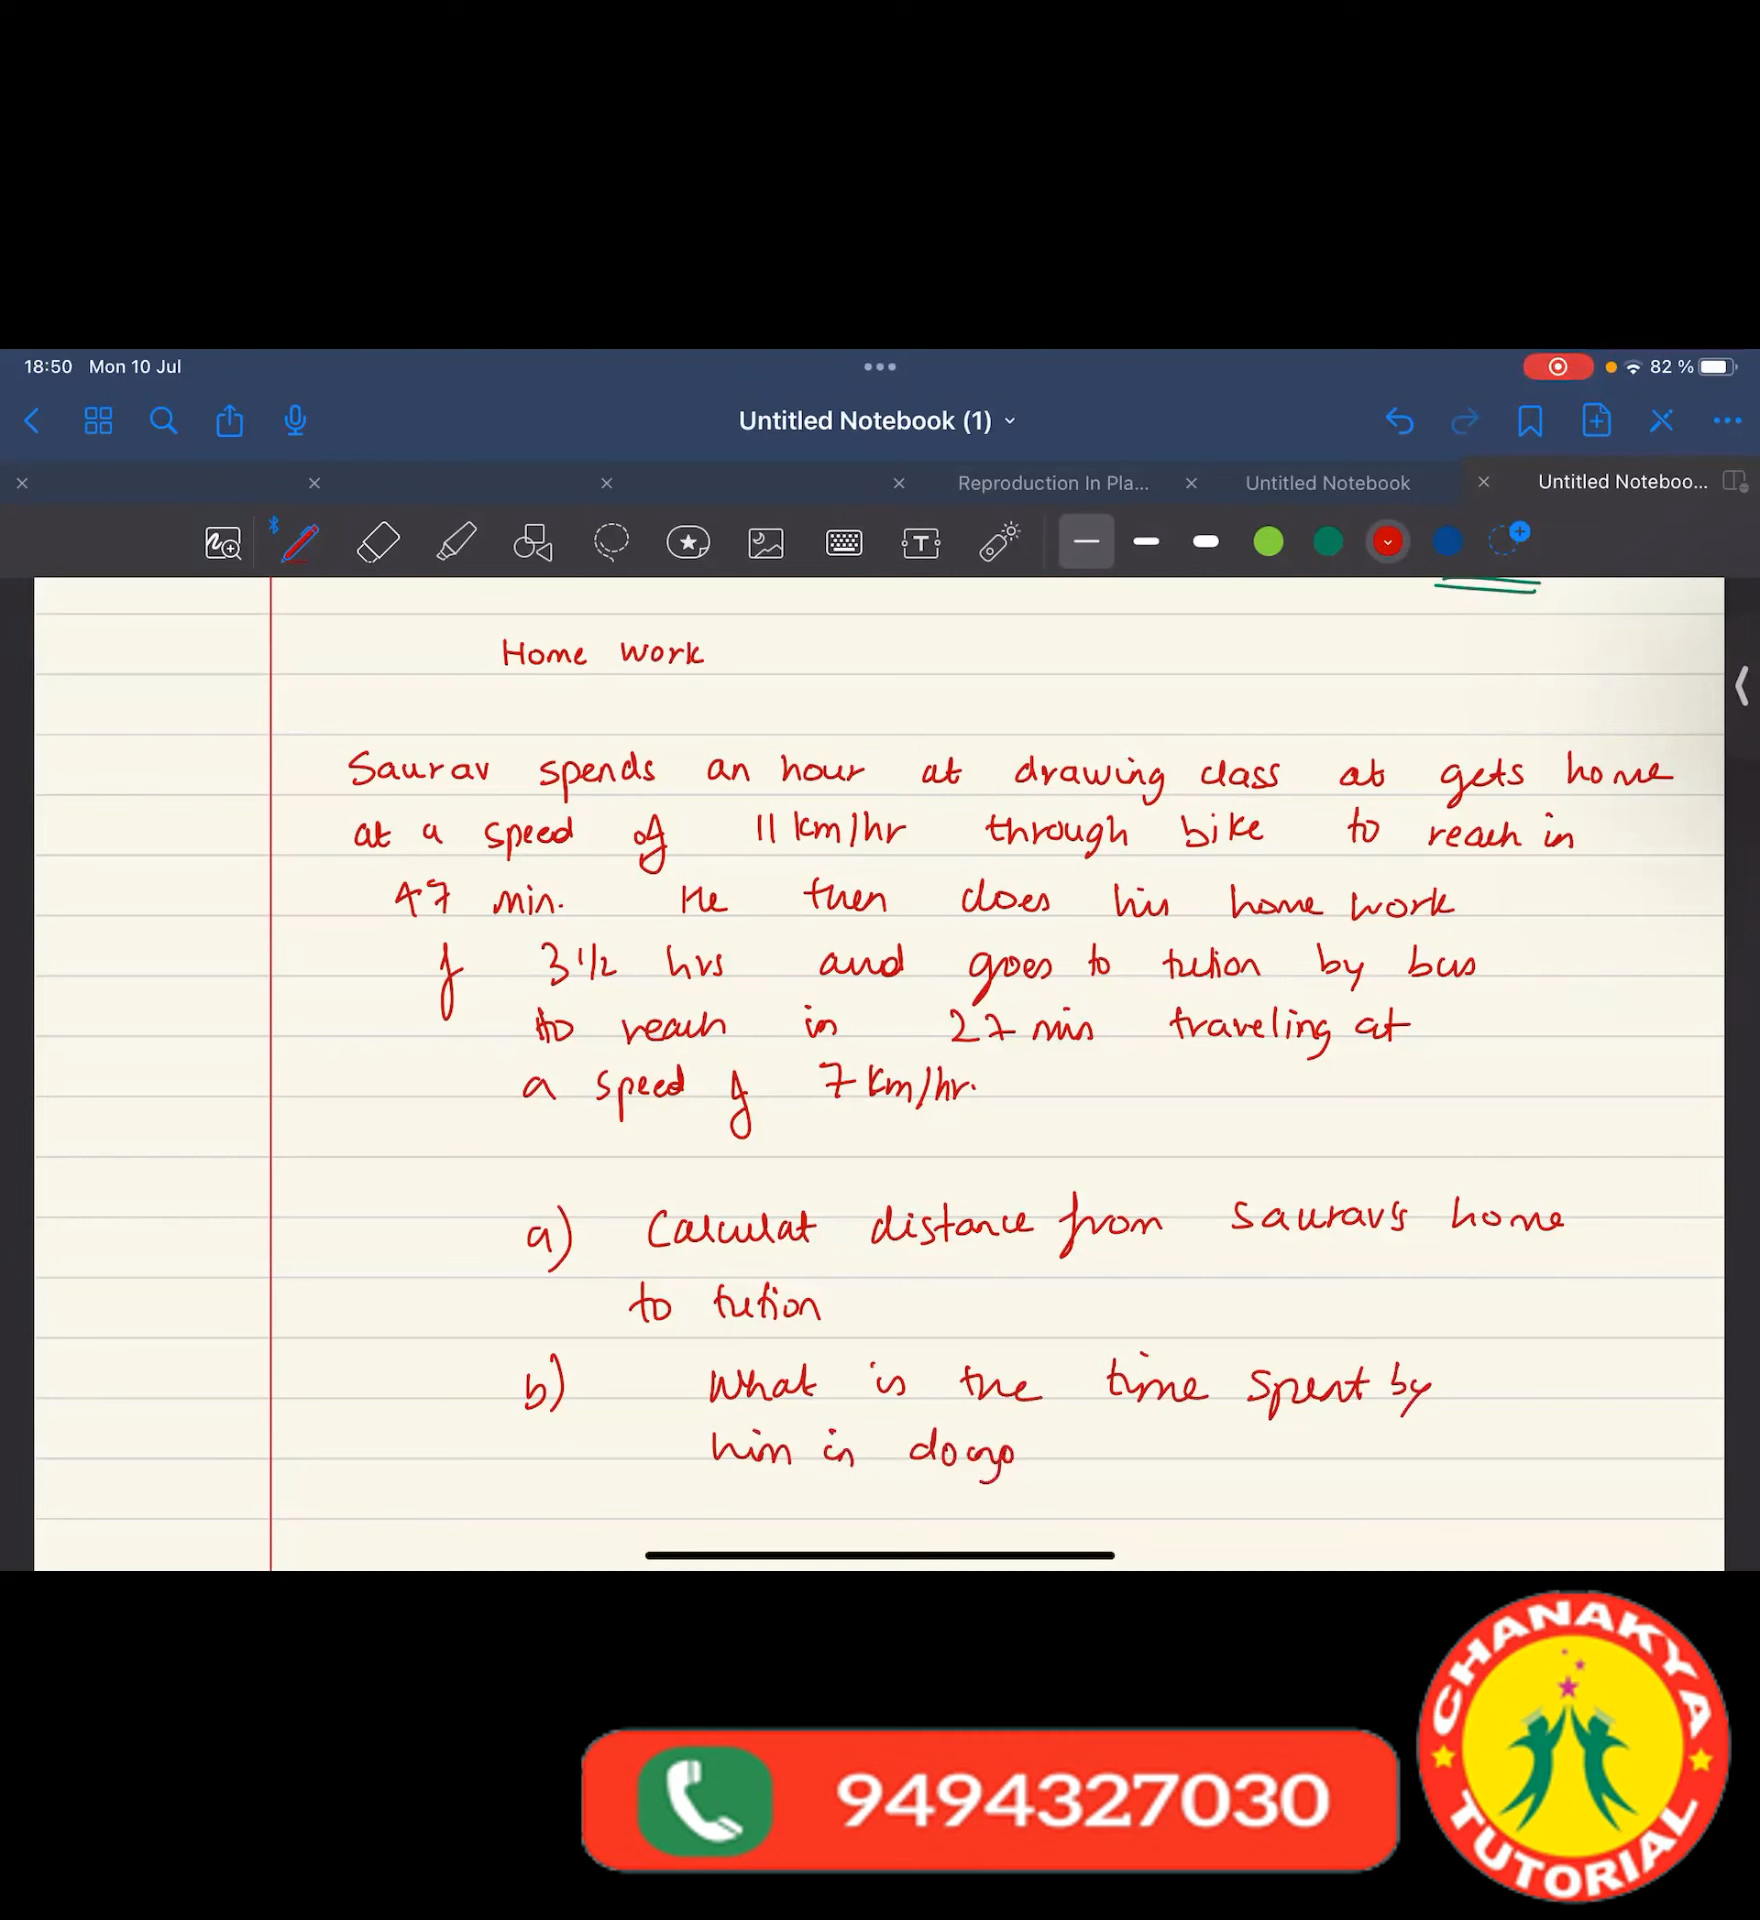 18:50 Mon 10 Jul
82 %
Untitled Notebook (1)
Reproduction In Pla... Untitled Notebook Untitled Noteboo...
Home work
Saurav spends an hour at drawing class at gets home
at a speed of 11 km/hr through bike to reach in
47 min. He then does his home work
of 3 1/2 hrs and goes to tution by bus
to reach in 27 min traveling at
a speed of 7 km/hr.
a) Calculat distance from saurav's home
to tution
b) What is the time spent by
him in
9494327030
CHANAKYA
TUTORIAL